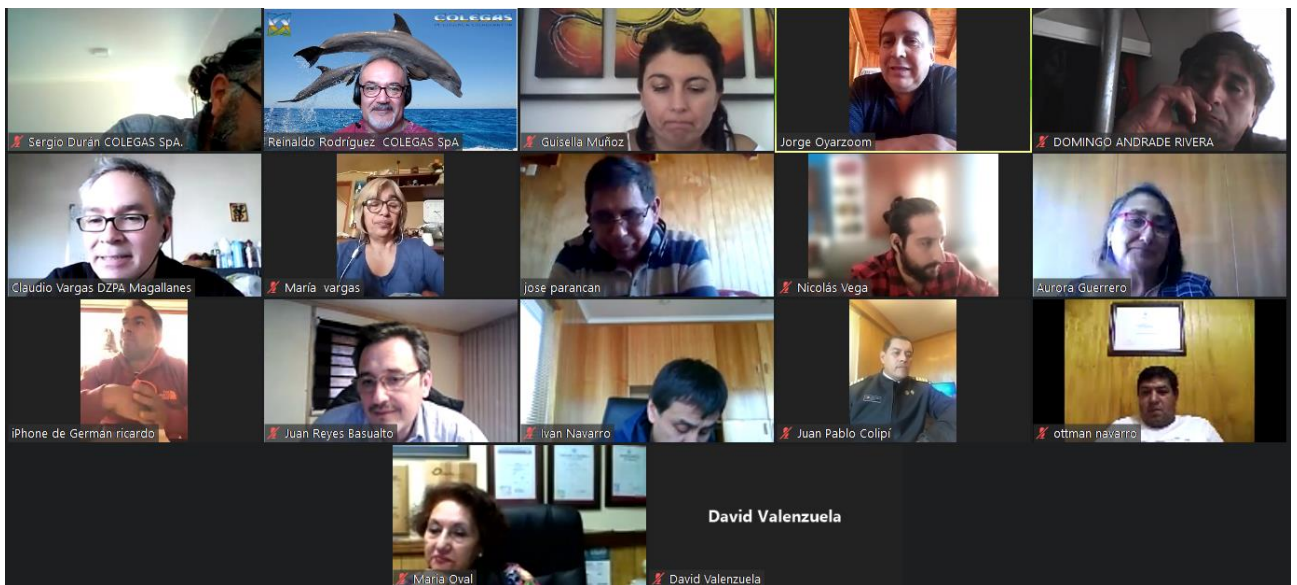 COLEGAS
Sergio Durán COLEGAS SpA.
Reinaldo Rodríguez COLEGAS SpA
Guisella Muñoz
Jorge Oyarzoom
DOMINGO ANDRADE RIVERA
Claudio Vargas DZPA Magallanes
María vargas
jose parancan
Nicolás Vega
Aurora Guerrero
iPhone de Germán ricardo
Juan Reyes Basualto
Ivan Navarro
Juan Pablo Colipí
ottman navarro
David Valenzuela
Maria Oval
David Valenzuela